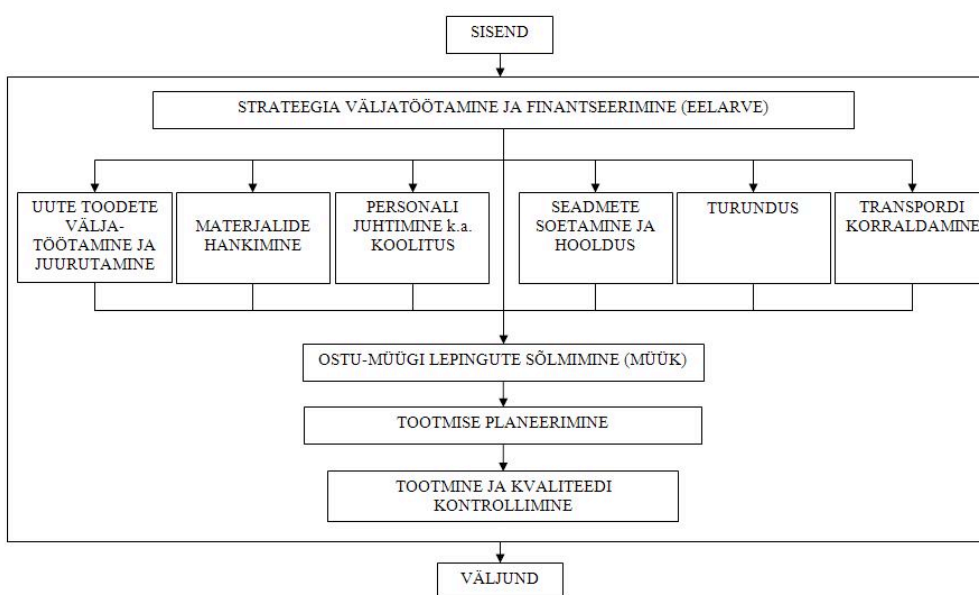 SISEND
STRATEEGIA VÄLJATÖÖTAMINE JA FINANTSEERIMINE (EELARVE)
UUTE TOODETE
VÄLJA-
TÖÖTAMINE JA
JUURUTAMINE
MATERJALIDE
HANKIMINE
PERSONALI
JUHTIMINE k.a.
KOOLITUS
SEADMETE
SOETAMINE JA
HOOLDUS
TURUNDUS
TRANSPORDI
KORRALDAMINE
OSTU-MÜÜGI LEPINGUTE SÕLMIMINE (MÜÜK)
TOOTMISE PLANEERIMINE
TOOTMINE JA KVALITEEDI
KONTROLLIMINE
VÄLJUND